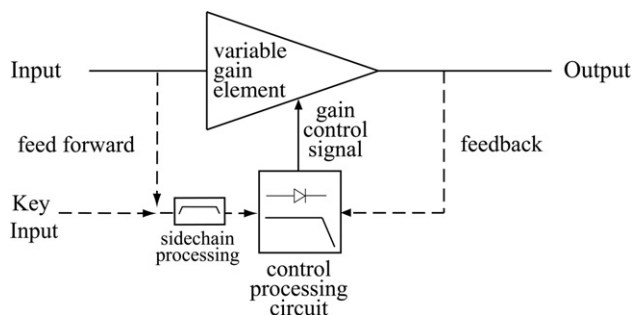 variable
gain
element
Input
Output
gain
control
signal
feed forward
feedback
Key
Input
sidechain
processing
control
processing
circuit